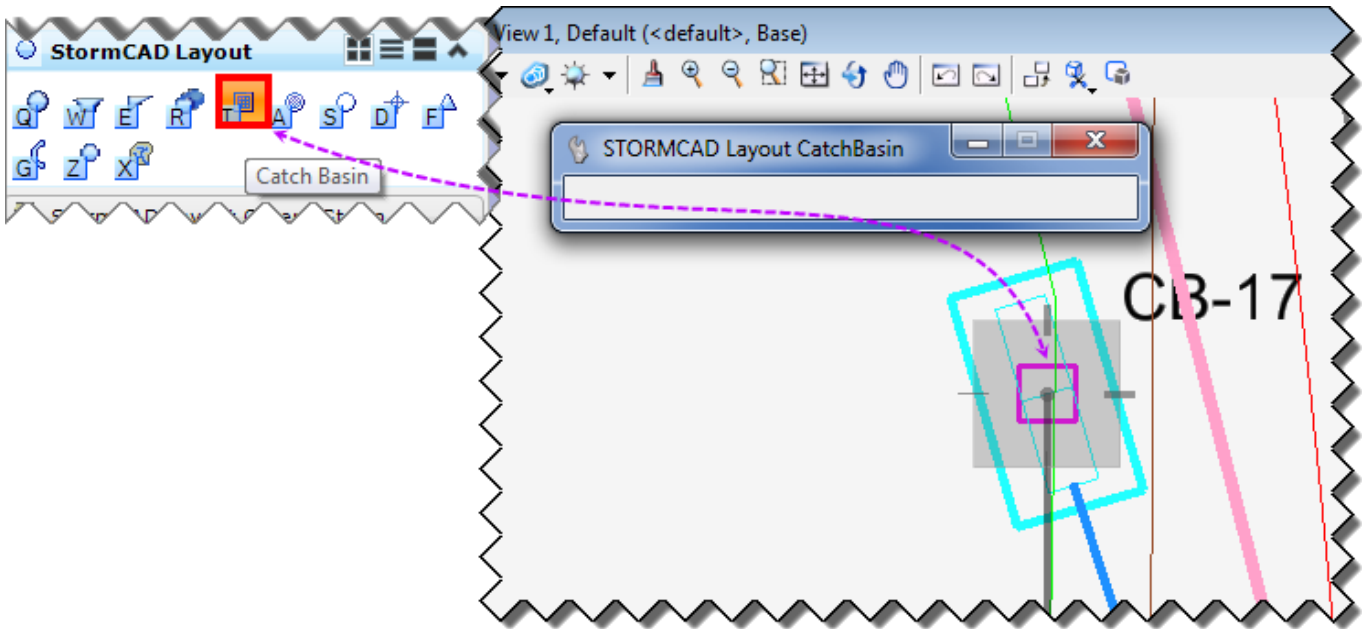 StormCAD Layout
Q W E R T A S D F
G Z X
Catch Basin
View 1, Default (<default>, Base)
STORMCAD Layout CatchBasin
CB-17